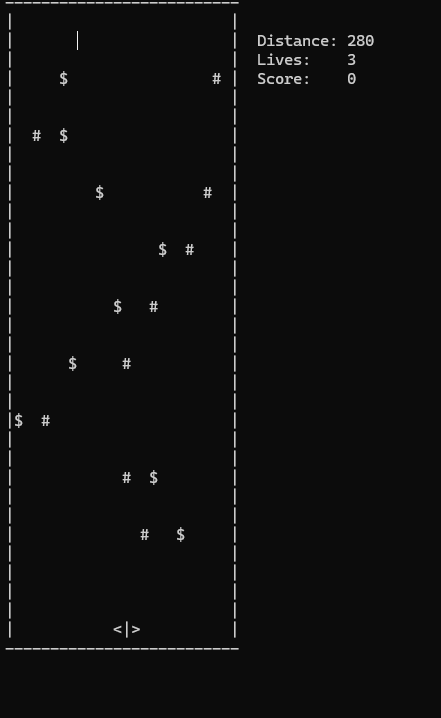 --------------------------
|                        |
|       |                |  Distance: 280
|                        |  Lives:    3
|     $                # |  Score:    0
|                        |
|                        |
|  #  $                  |
|                        |
|                        |
|         $           #  |
|                        |
|                        |
|                $  #    |
|                        |
|                        |
|           $   #        |
|                        |
|                        |
|      $     #           |
|                        |
|                        |
|$  #                    |
|                        |
|                        |
|            #  $        |
|                        |
|                        |
|              #   $     |
|                        |
|                        |
|                        |
|                        |
|           <|>          |
--------------------------